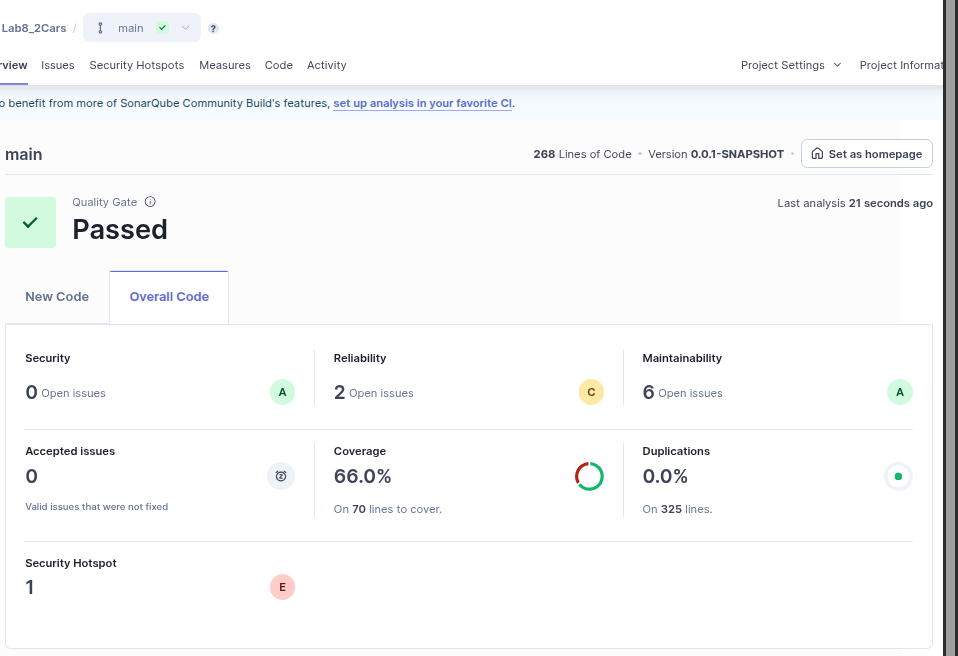 Lab8_2Cars / main ?
rview Issues Security Hotspots Measures Code Activity Project Settings Project Informat
o benefit from more of SonarQube Community Build's features, set up analysis in your favorite CI.
main 268 Lines of Code • Version 0.0.1-SNAPSHOT • Set as homepage
Quality Gate
Passed
Last analysis 21 seconds ago
New Code Overall Code
Security Reliability Maintainability
0 Open issues A 2 Open issues C 6 Open issues A
Accepted issues Coverage Duplications
0 66.0% 0.0%
Valid issues that were not fixed On 70 lines to cover. On 325 lines.
Security Hotspot
1 E